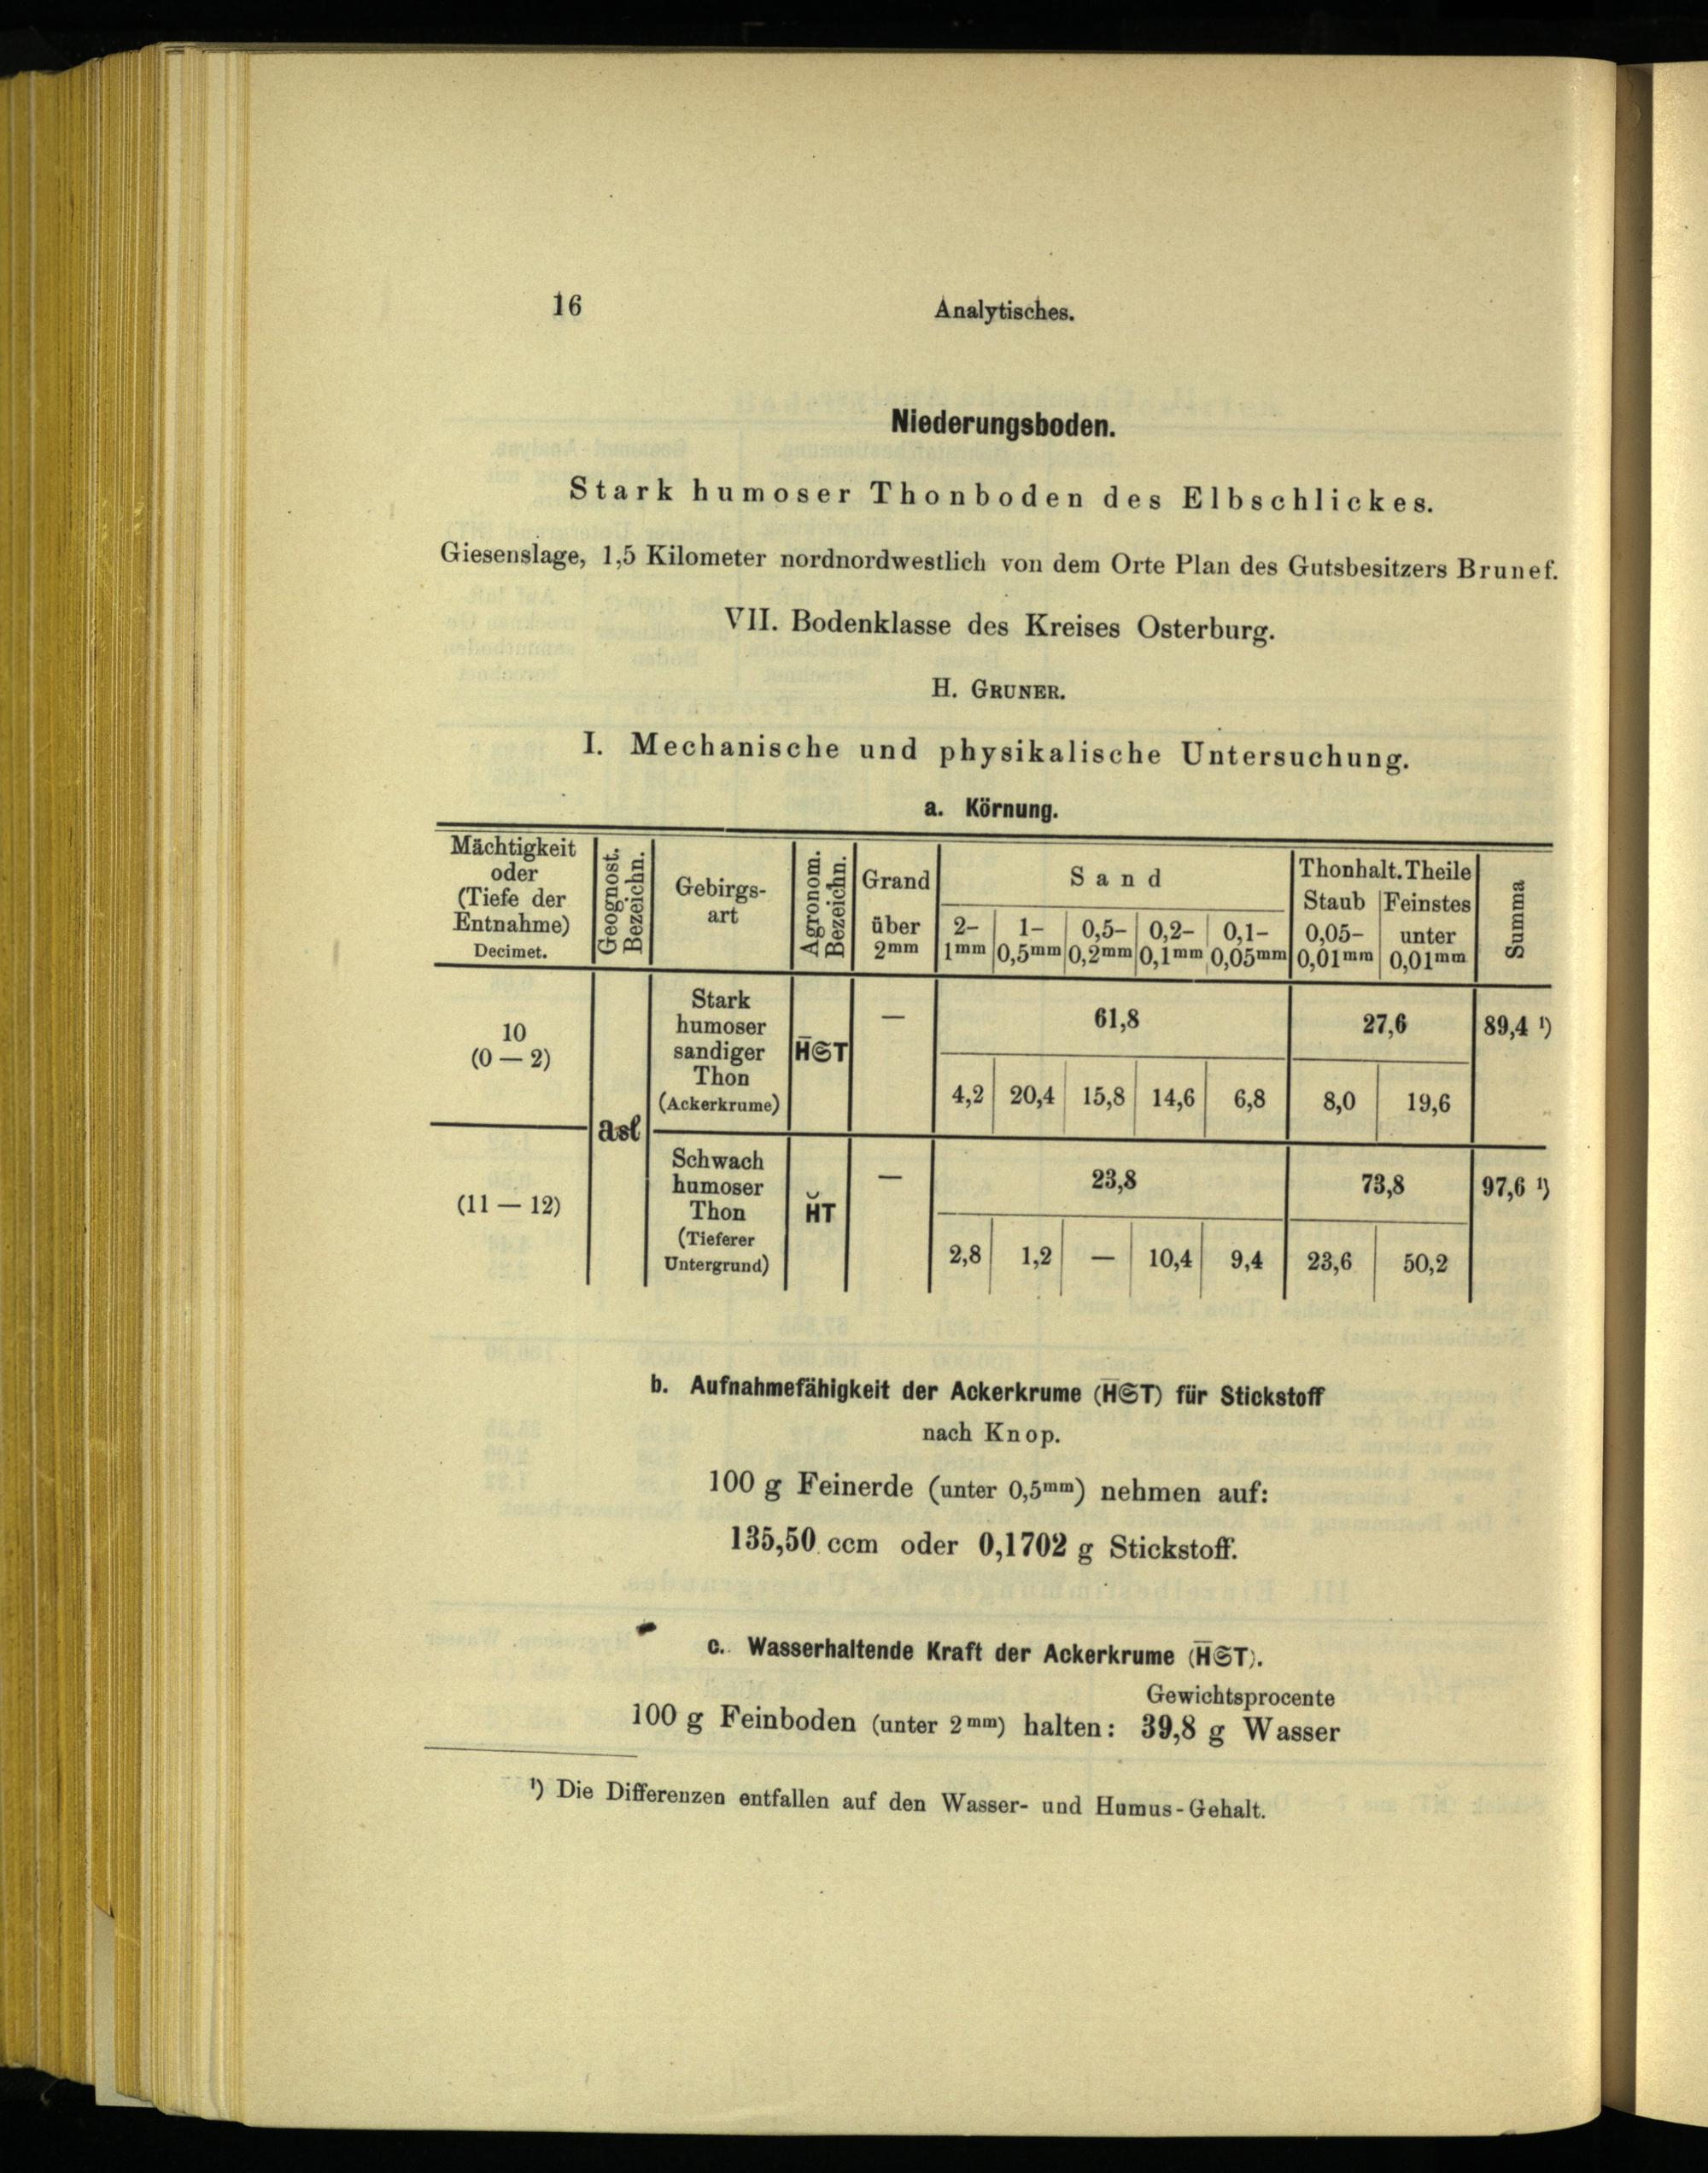 16
Analytisches.
Niederungsboden.
Stark humoser Thonboden des Elbschlickes.
Giesenslage, 1,5 Kilometer nordnordwestlich von dem Orte Plan des Gutsbesitzers Brunef.
VII. Bodenklasse des Kreises Osterburg.
H. GRUNER.
I. Mechanische und physikalische Untersuchung.
a. Körnung.
Mächtigkeit
oder
(Tiefe der
Entnahme)
Decimet.
Geognost.
Bezeichn.
Gebirgs-
art
Agronom.
Bezeichn.
Grand
über
2mm
Sand
2-
1mm
1-
0,5mm
0,5-
0,2mm
0,2-
0,1mm
0,1-
0,05mm
Thonhalt. Theile
Staub
0,05-
0,01mm
Feinstes
unter
0,01mm
Summa
10
(0 — 2)
asl
Stark
humoser
sandiger
Thon
(Ackerkrume)
H̄ST
—
61,8
27,6
89,4 ¹)
4,2 20,4 15,8 14,6 6,8 8,0 19,6
(11 — 12)
Schwach
humoser
Thon
(Tieferer
Untergrund)
H̆T
—
23,8
73,8
97,6 ¹)
2,8 1,2 — 10,4 9,4 23,6 50,2
b. Aufnahmefähigkeit der Ackerkrume (H̄ST) für Stickstoff
nach Knop.
100 g Feinerde (unter 0,5mm) nehmen auf:
135,50 ccm oder 0,1702 g Stickstoff.
c. Wasserhaltende Kraft der Ackerkrume (H̄ST).
Gewichtsprocente
100 g Feinboden (unter 2mm) halten: 39,8 g Wasser
¹) Die Differenzen entfallen auf den Wasser- und Humus-Gehalt.